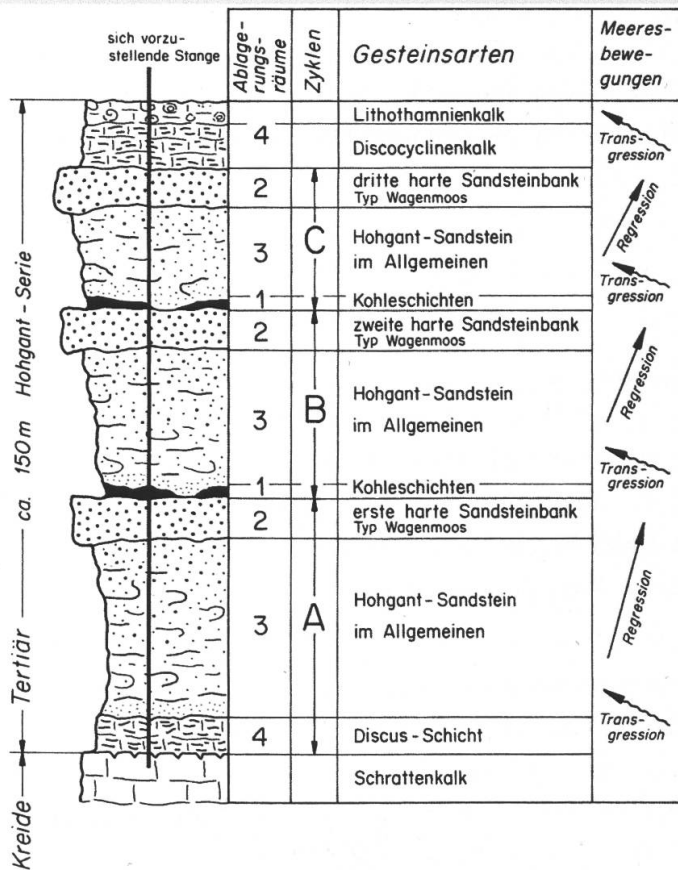 sich vorzu-
stellende Stange
Ablage-
rungs-
räume
Zyklen
Gesteinsarten
Meeres-
bewe-
gungen
Lithothamnienkalk
4
Discocyclinenkalk
Trans-
gression
2
dritte harte Sandsteinbank
Typ Wagenmoos
Regression
3
C
Hohgant-Sandstein
im Allgemeinen
Trans-
gression
1
Kohleschichten
2
zweite harte Sandsteinbank
Typ Wagenmoos
Regression
3
B
Hohgant-Sandstein
im Allgemeinen
Trans-
gression
1
Kohleschichten
2
erste harte Sandsteinbank
Typ Wagenmoos
Regression
3
A
Hohgant-Sandstein
im Allgemeinen
Trans-
gression
4
Discus-Schicht
Schrattenkalk
Kreide
Tertiär
ca. 150m Hohgant-Serie